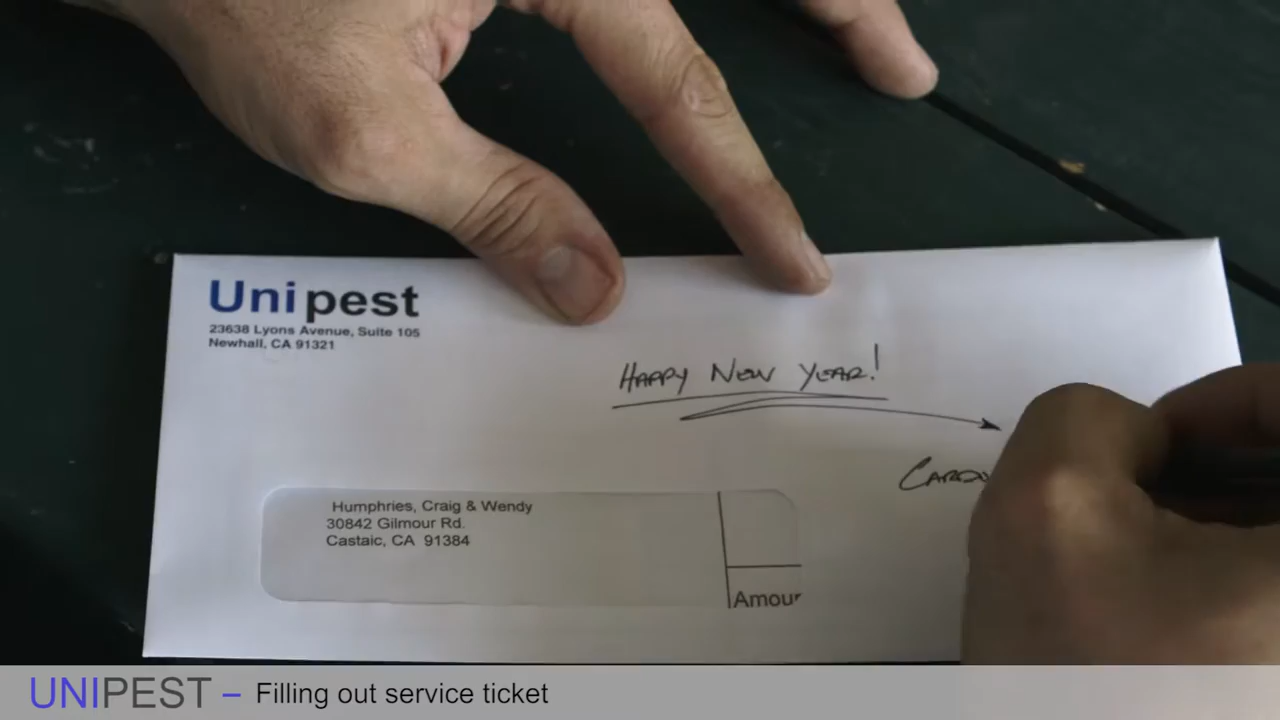 Unipest
23638 Lyons Avenue, Suite 105
Newhall, CA 91321
HAPPY NEW YEAR!
Humphries, Craig & Wendy
30842 Gilmour Rd.
Castaic, CA 91384
Amour
UNIPEST – Filling out service ticket